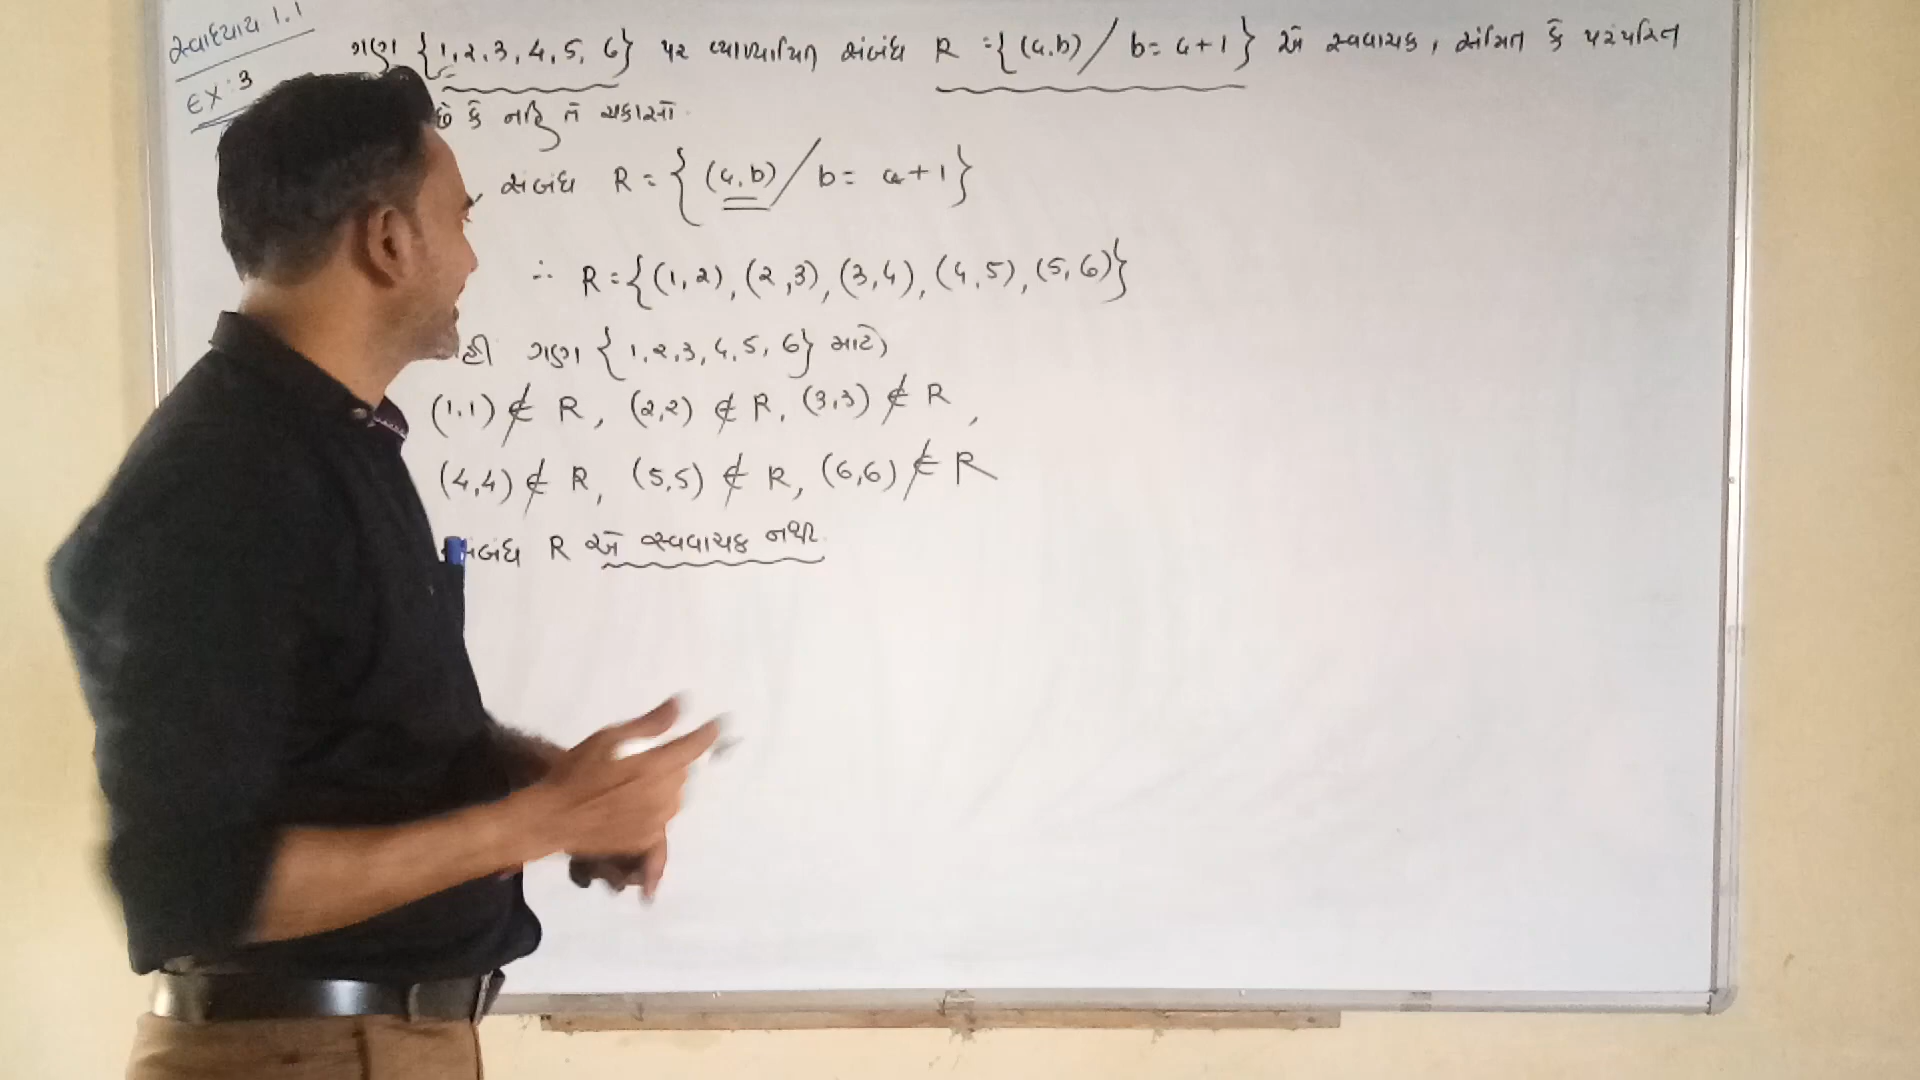 સ્વાધ્યાય 1.1
EX: 3
ગણ {1,2,3,4,5,6} પર વ્યાખ્યાયિત સંબંધ R = {(a,b) / b = a+1} એ સ્વવાચક, સંમિત કે પરંપરિત
છે કે નહિ તે ચકાસો.
સંબંધ R = {(a,b) / b = a+1}
∴ R = {(1,2), (2,3), (3,4), (4,5), (5,6)}
ગણ {1,2,3,4,5,6} માટે
(1,1) ∉ R, (2,2) ∉ R, (3,3) ∉ R,
(4,4) ∉ R, (5,5) ∉ R, (6,6) ∉ R
R એ સ્વવાચક નથી.